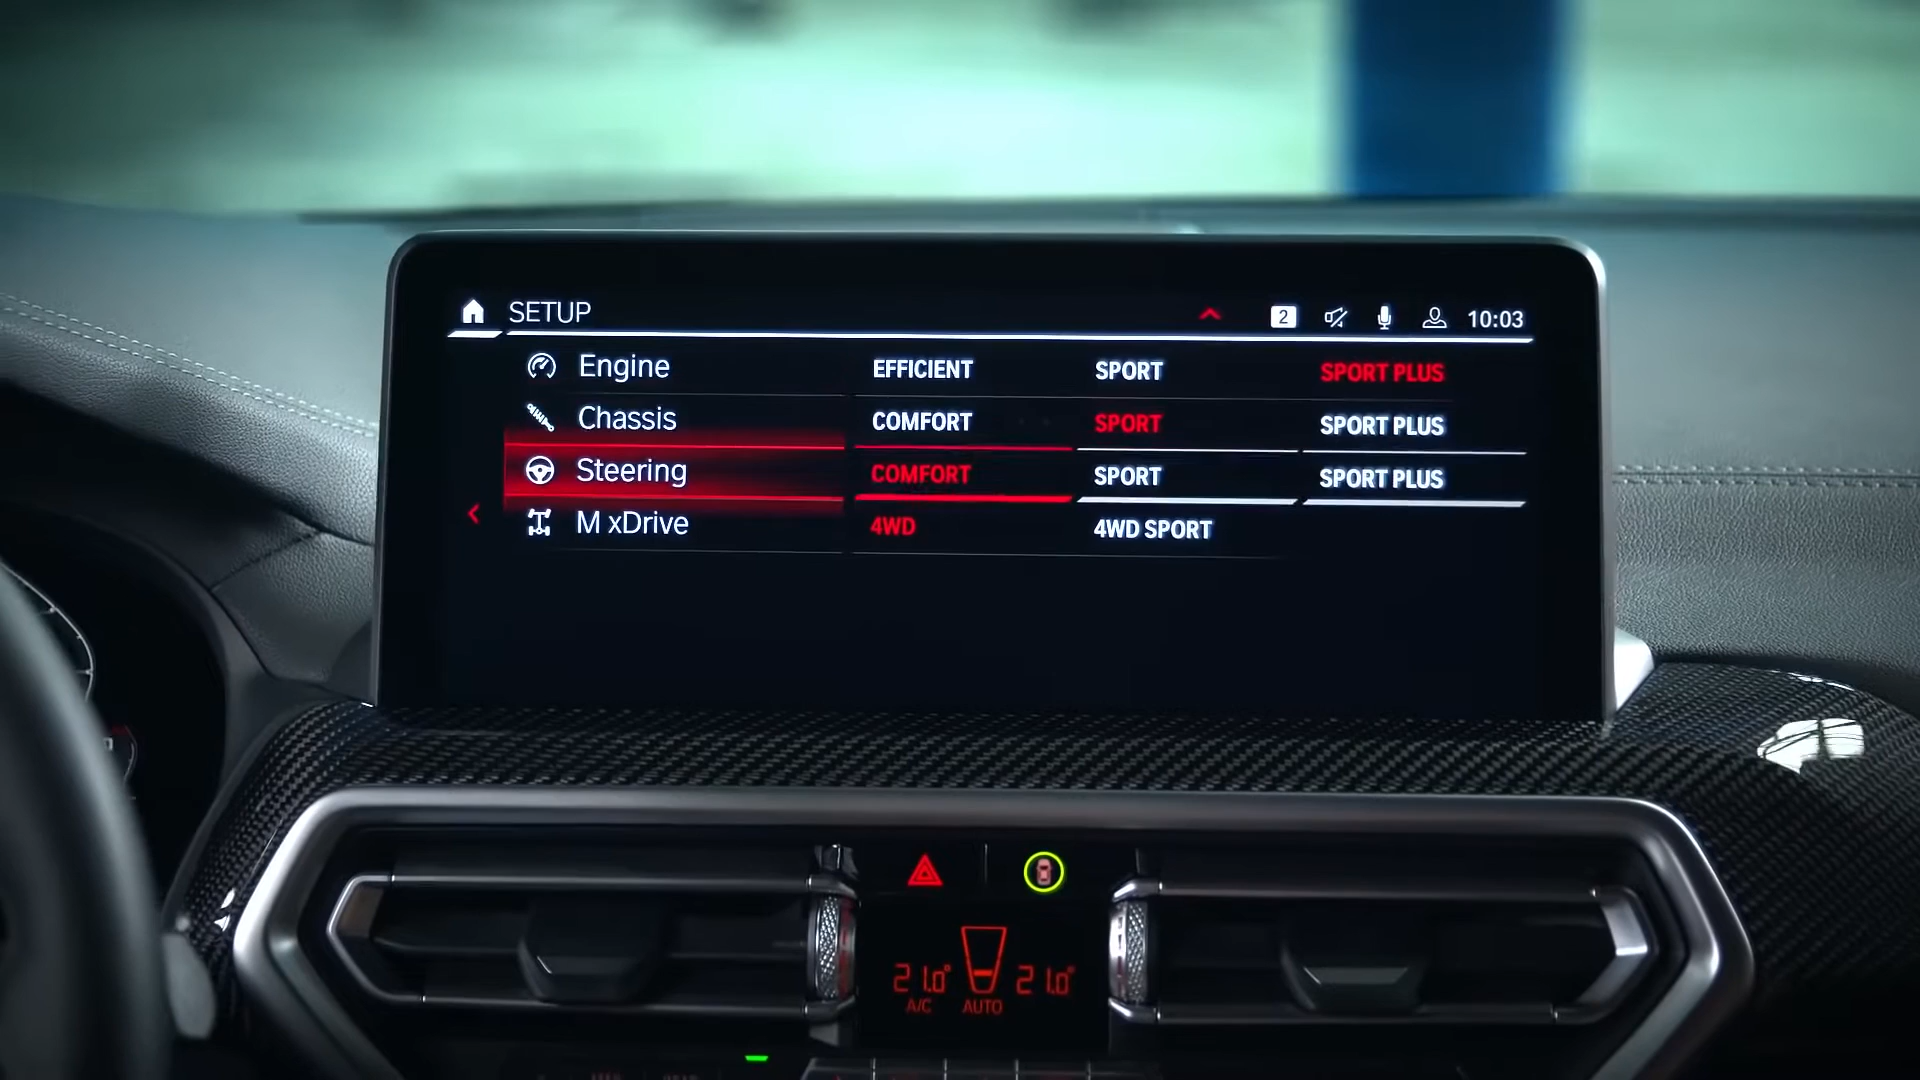 SETUP 2 10:03
Engine EFFICIENT SPORT SPORT PLUS
Chassis COMFORT SPORT SPORT PLUS
Steering COMFORT SPORT SPORT PLUS
M xDrive 4WD 4WD SPORT
21.0° 21.0°
A/C AUTO